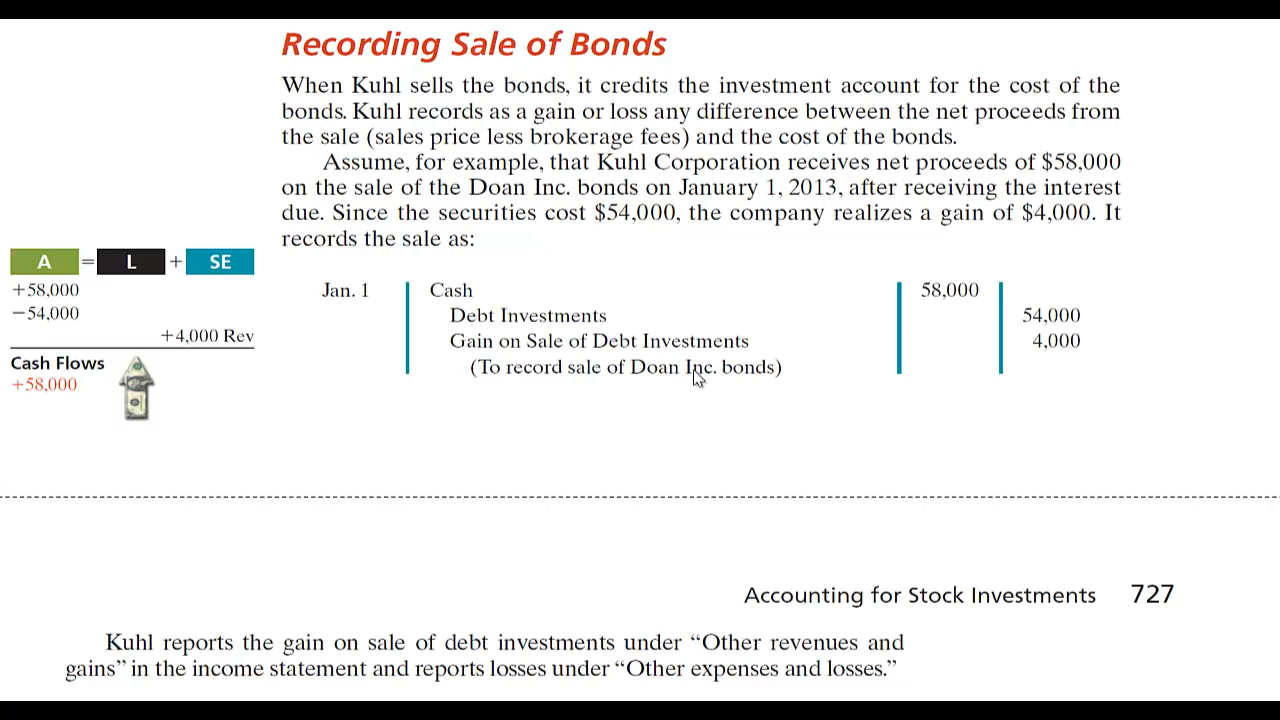 Recording Sale of Bonds
When Kuhl sells the bonds, it credits the investment account for the cost of the
bonds. Kuhl records as a gain or loss any difference between the net proceeds from
the sale (sales price less brokerage fees) and the cost of the bonds.
Assume, for example, that Kuhl Corporation receives net proceeds of $58,000
on the sale of the Doan Inc. bonds on January 1, 2013, after receiving the interest
due. Since the securities cost $54,000, the company realizes a gain of $4,000. It
records the sale as:
A = L + SE
+58,000
−54,000
+4,000 Rev
Cash Flows
+58,000
Jan. 1 Cash 58,000
Debt Investments 54,000
Gain on Sale of Debt Investments 4,000
(To record sale of Doan Inc. bonds)
Accounting for Stock Investments 727
Kuhl reports the gain on sale of debt investments under “Other revenues and
gains” in the income statement and reports losses under “Other expenses and losses.”